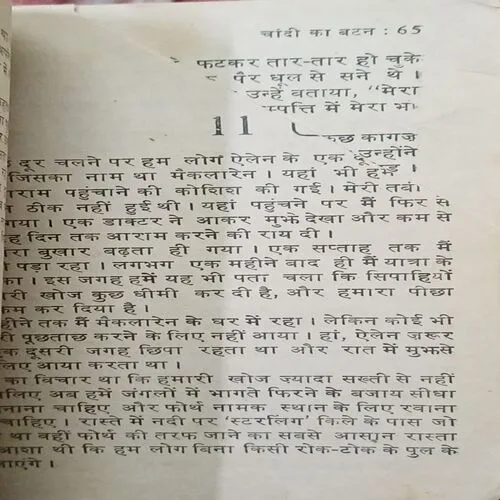 चांदी का बटन : 65
फटकर तार-तार हो चुके
पैर धूल से सने थे ।
उन्हें बताया, "मेरा
म्पत्ति में मेरा भी
11
कुछ कागज
दूर चलने पर हम लोग ऐलेन के एक उन्होंने
जिसका नाम था मैकलारेन । यहां भी हमें
राम पहुंचाने की कोशिश की गई । मेरी तबी
ठीक नहीं हुई थी । यहां पहुंचने पर मैं फिर से
गया । एक डाक्टर ने आकर मुझे देखा और कम से
ह दिन तक आराम करने की राय दी ।
रा बुखार बढ़ता ही गया । एक सप्ताह तक मैं
पड़ा रहा । लगभग एक महीने बाद ही मैं यात्रा के
का । इस जगह हमें यह भी पता चला कि सिपाहियों
री खोज कुछ धीमी कर दी है, और हमारा पीछा
कम कर दिया है ।
हीने तक मैं मैकलारेन के घर में रहा । लेकिन कोई भी
पूछताछ करने के लिए नहीं आया । हां, ऐलेन ज़रूर
क दूसरी जगह छिपा रहता था और रात में मुझसे
लिए आया करता था ।
का विचार था कि हमारी खोज ज़्यादा सख्ती से नहीं
लिए अब हमें जंगलों में भागते फिरने के बजाय सीधा
नाना चाहिए और फोर्थ नामक स्थान के लिए रवाना
चाहिए । रास्ते में नदी पर 'स्टरलिंग' क़िले के पास जो
था वहीं फोर्थ की तरफ जाने का सबसे आसान रास्ता
आशा थी कि हम लोग बिना किसी रोक-टोक के पुल के
जाएंगे ।